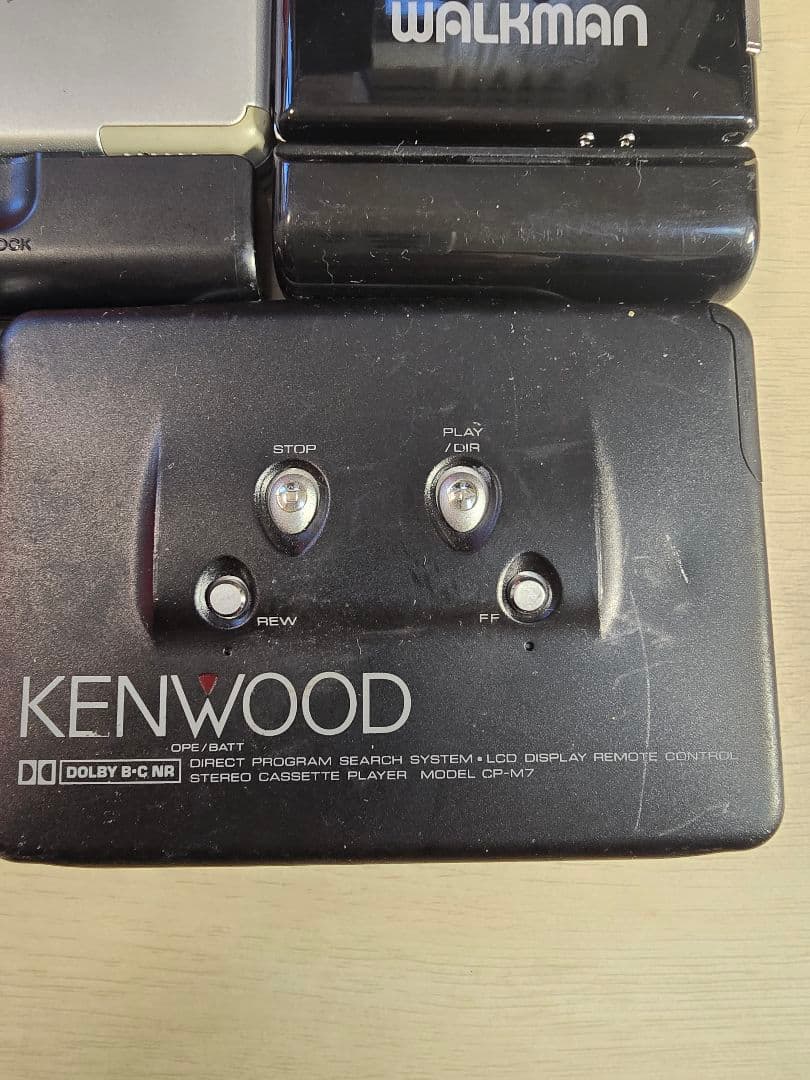 WALKMAN
STOP
PLAY
/DIR
REW
FF
KENWOOD
OPE/BATT
DOLBY B·C NR
DIRECT PROGRAM SEARCH SYSTEM • LCD DISPLAY REMOTE CONTROL
STEREO CASSETTE PLAYER MODEL CP-M7